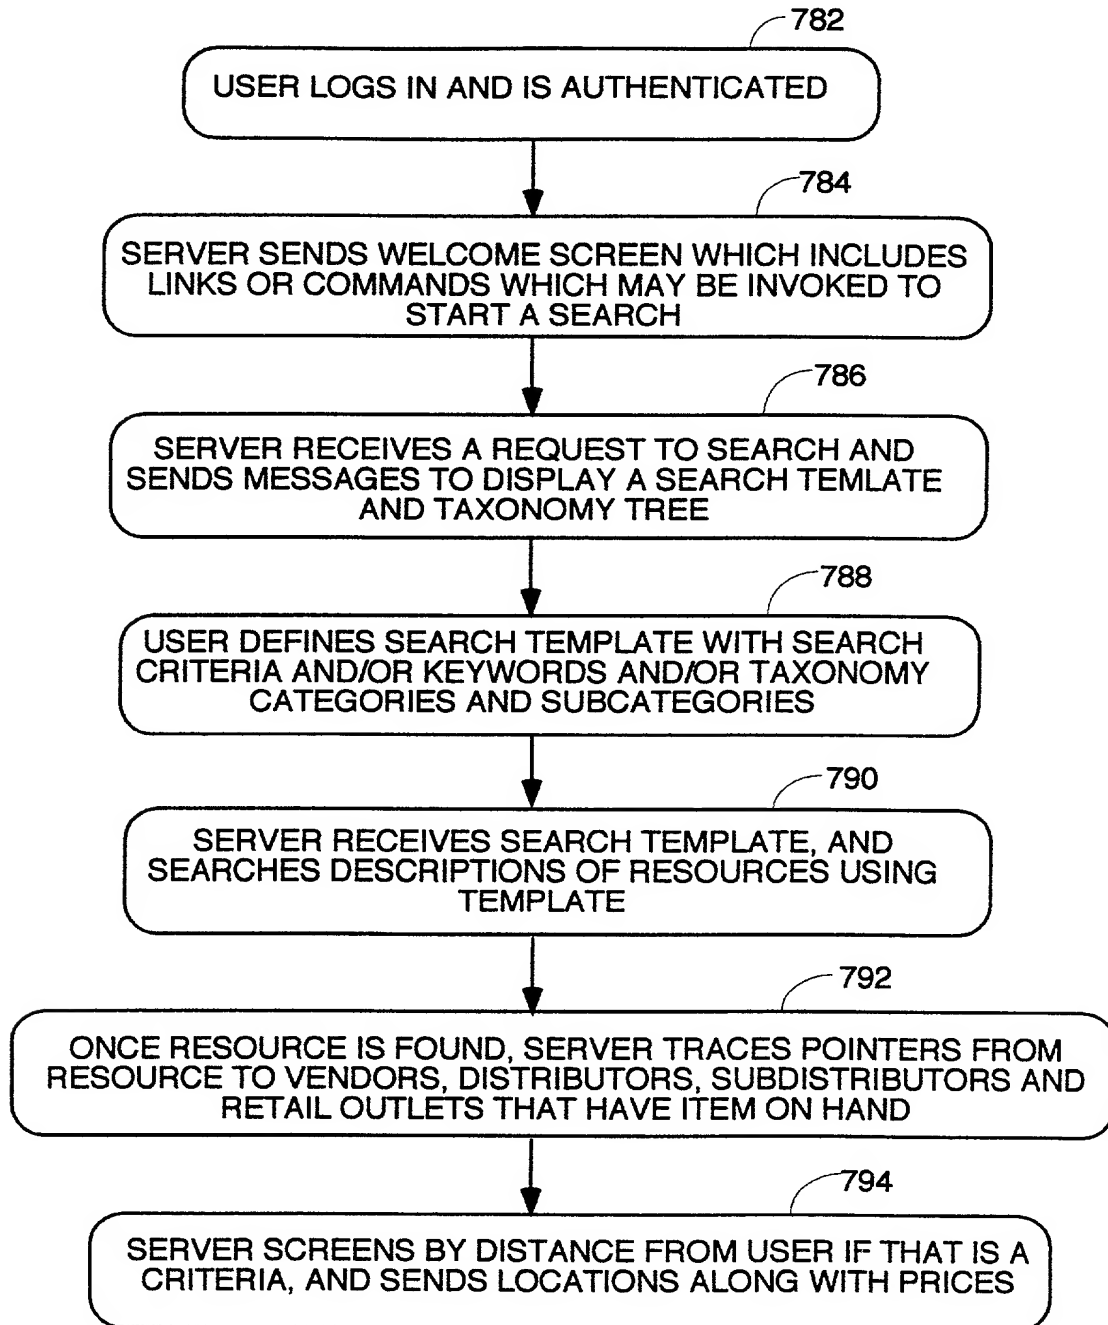 782
USER LOGS IN AND IS AUTHENTICATED
784
SERVER SENDS WELCOME SCREEN WHICH INCLUDES
LINKS OR COMMANDS WHICH MAY BE INVOKED TO
START A SEARCH
786
SERVER RECEIVES A REQUEST TO SEARCH AND
SENDS MESSAGES TO DISPLAY A SEARCH TEMLATE
AND TAXONOMY TREE
788
USER DEFINES SEARCH TEMPLATE WITH SEARCH
CRITERIA AND/OR KEYWORDS AND/OR TAXONOMY
CATEGORIES AND SUBCATEGORIES
790
SERVER RECEIVES SEARCH TEMPLATE, AND
SEARCHES DESCRIPTIONS OF RESOURCES USING
TEMPLATE
792
ONCE RESOURCE IS FOUND, SERVER TRACES POINTERS FROM
RESOURCE TO VENDORS, DISTRIBUTORS, SUBDISTRIBUTORS AND
RETAIL OUTLETS THAT HAVE ITEM ON HAND
794
SERVER SCREENS BY DISTANCE FROM USER IF THAT IS A
CRITERIA, AND SENDS LOCATIONS ALONG WITH PRICES